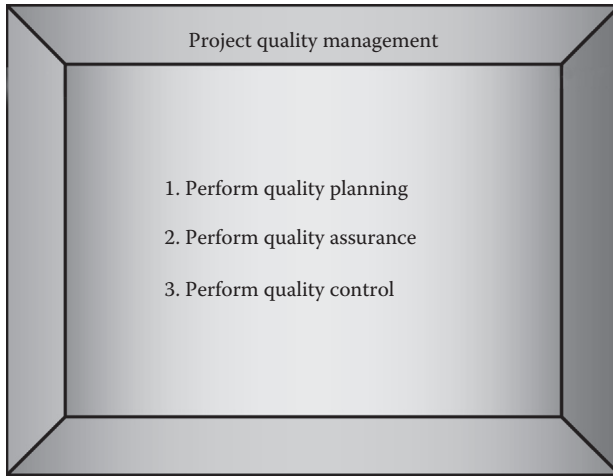 Project quality management
1. Perform quality planning
2. Perform quality assurance
3. Perform quality control